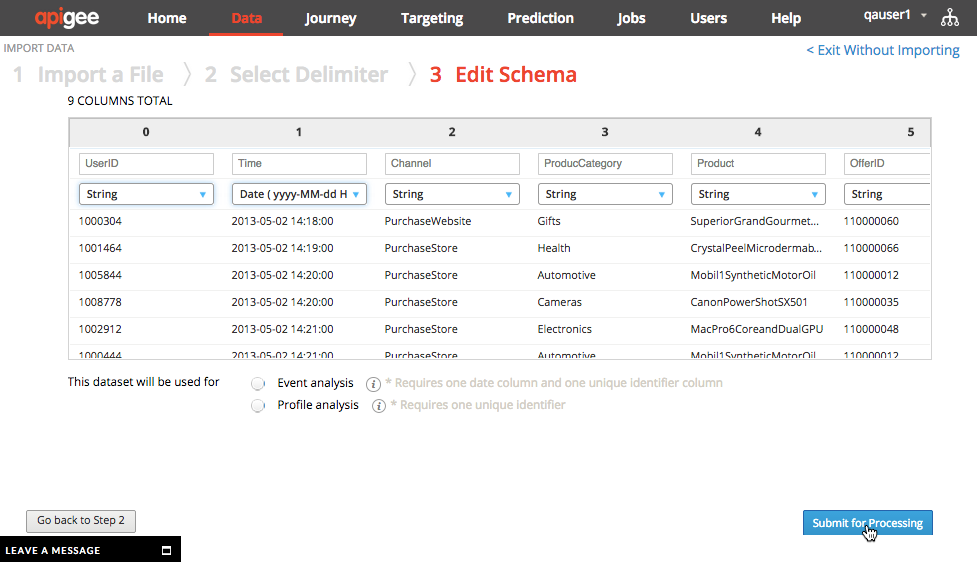 apigee Home Data Journey Targeting Prediction Jobs Users Help qauser1
IMPORT DATA
< Exit Without Importing
1 Import a File 2 Select Delimiter 3 Edit Schema
9 COLUMNS TOTAL
0 1 2 3 4 5
UserID Time Channel ProducCategory Product OfferID
String Date ( yyyy-MM-dd H String String String String
1000304 2013-05-02 14:18:00 PurchaseWebsite Gifts SuperiorGrandGourmet... 110000060
1001464 2013-05-02 14:19:00 PurchaseStore Health CrystalPeelMicrodermab... 110000066
1005844 2013-05-02 14:20:00 PurchaseStore Automotive Mobil1SyntheticMotorOil 110000012
1008778 2013-05-02 14:20:00 PurchaseStore Cameras CanonPowerShotSX501 110000035
1002912 2013-05-02 14:21:00 PurchaseStore Electronics MacPro6CoreandDualGPU 110000048
1000444 2013-05-02 14:21:00 PurchaseStore Automotive Mobil1SyntheticMotorOil 110000012
This dataset will be used for Event analysis i * Requires one date column and one unique identifier column
Profile analysis i * Requires one unique identifier
Go back to Step 2 Submit for Processing
LEAVE A MESSAGE